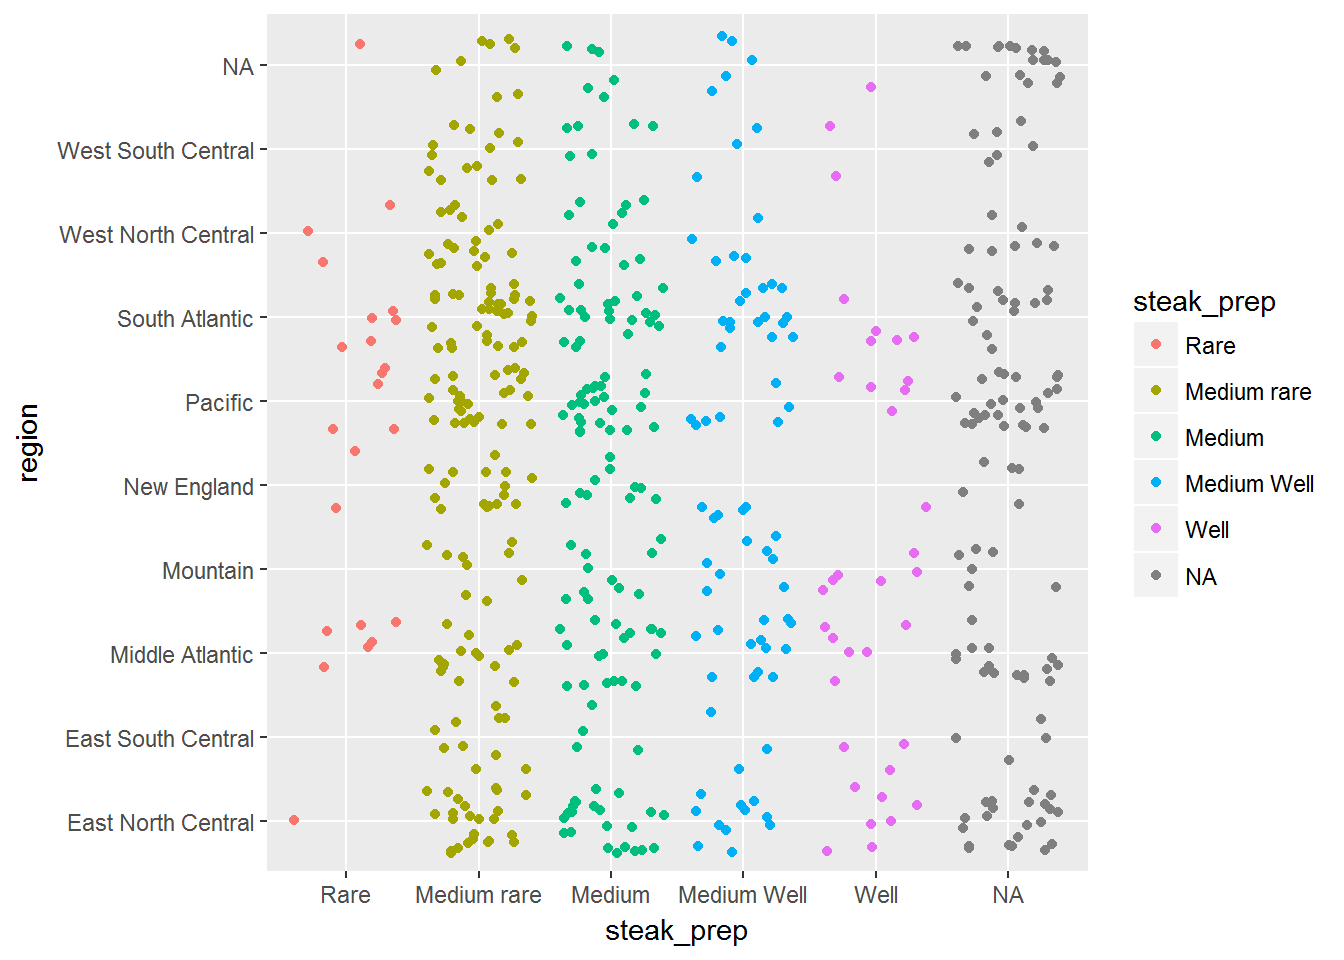 NA
West South Central
West North Central
South Atlantic
Pacific
New England
Mountain
Middle Atlantic
East South Central
East North Central
region
Rare
Medium rare
Medium
Medium Well
Well
NA
steak_prep
steak_prep
Rare
Medium rare
Medium
Medium Well
Well
NA